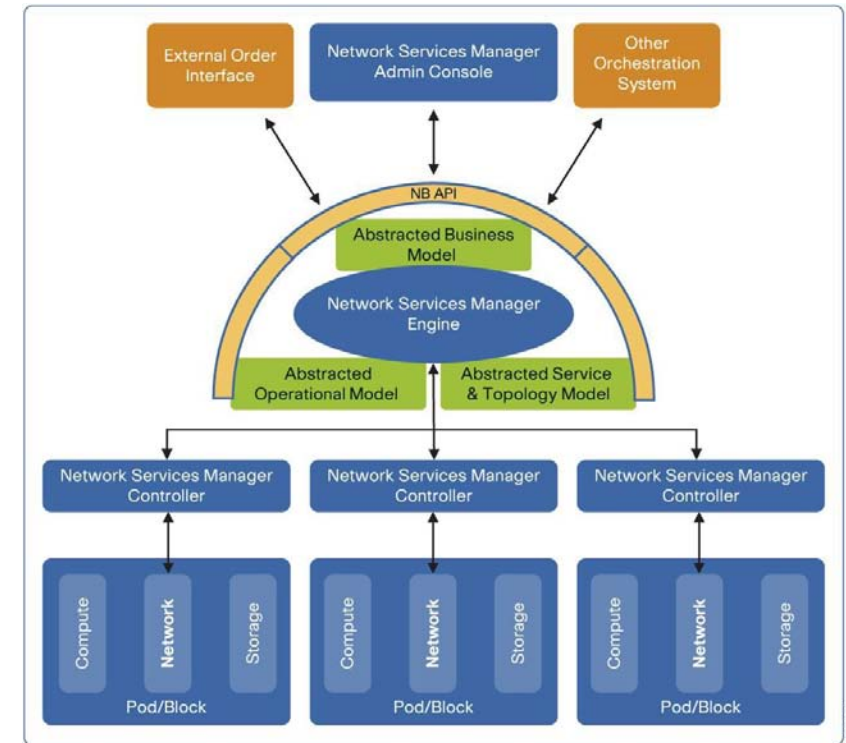 External Order
Interface
Network Services Manager
Admin Console
Other
Orchestration
System
NB API
Abstracted Business
Model
Network Services Manager
Engine
Abstracted
Operational Model
Abstracted Service
& Topology Model
Network Services Manager
Controller
Network Services Manager
Controller
Network Services Manager
Controller
Compute
Network
Storage
Pod/Block
Compute
Network
Storage
Pod/Block
Compute
Network
Storage
Pod/Block